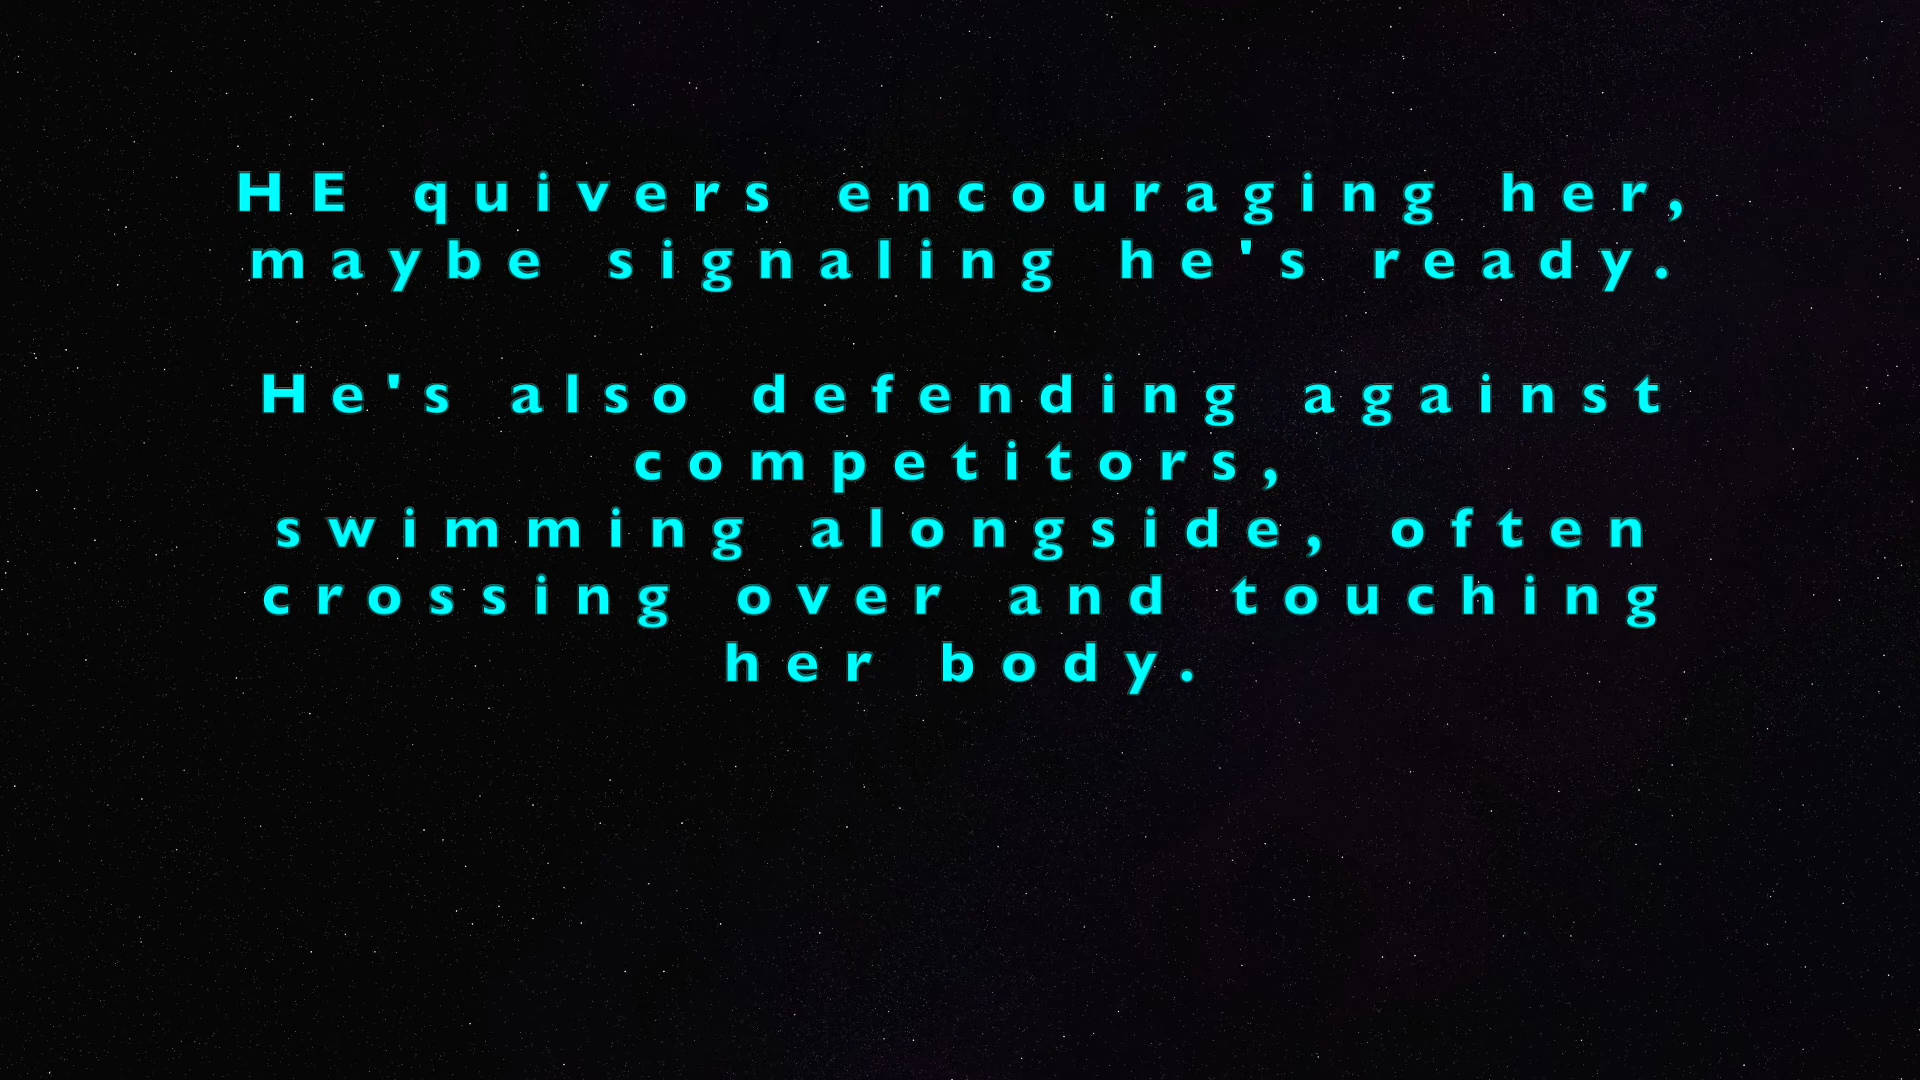 HE quivers encouraging her,
maybe signaling he's ready.
He's also defending against
competitors,
swimming alongside, often
crossing over and touching
her body.